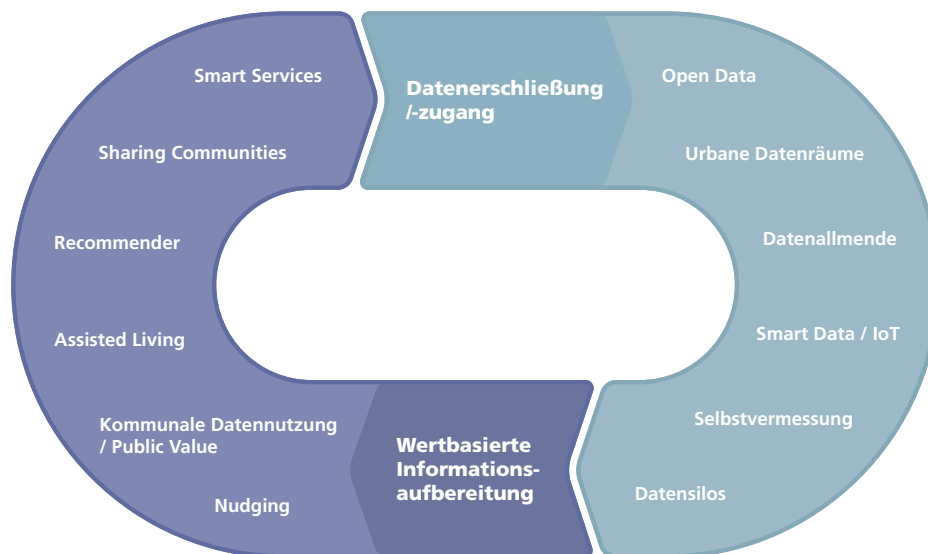 Datenerschließung
/-zugang
Open Data
Urbane Datenräume
Datenallmende
Smart Data / IoT
Selbstvermessung
Datensilos
Wertbasierte
Informations-
aufbereitung
Nudging
Kommunale Datennutzung
/ Public Value
Assisted Living
Recommender
Sharing Communities
Smart Services